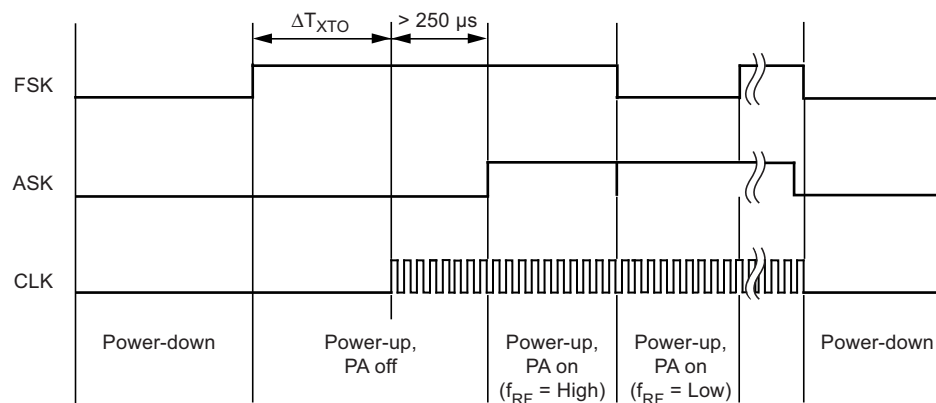 ΔT_XTO
> 250 µs
FSK
ASK
CLK
Power-down
Power-up,
PA off
Power-up,
PA on
(f_RF = High)
Power-up,
PA on
(f_RF = Low)
Power-down